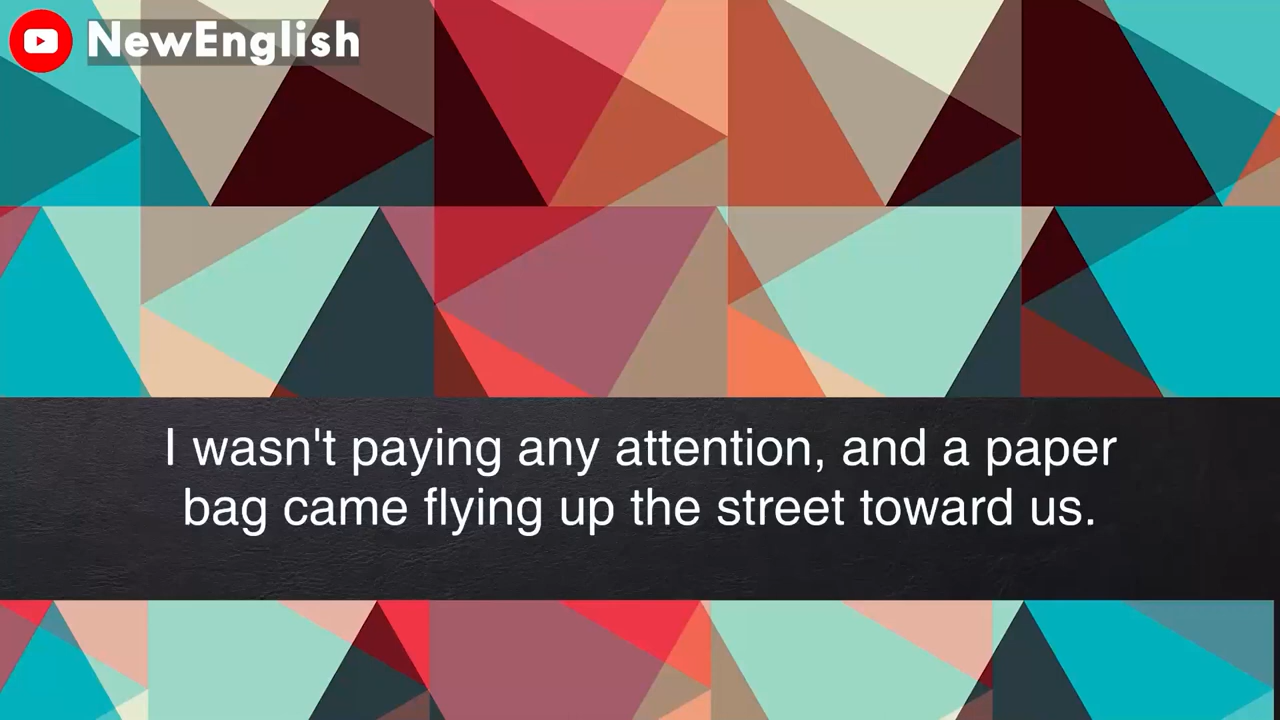 NewEnglish
I wasn't paying any attention, and a paper
bag came flying up the street toward us.